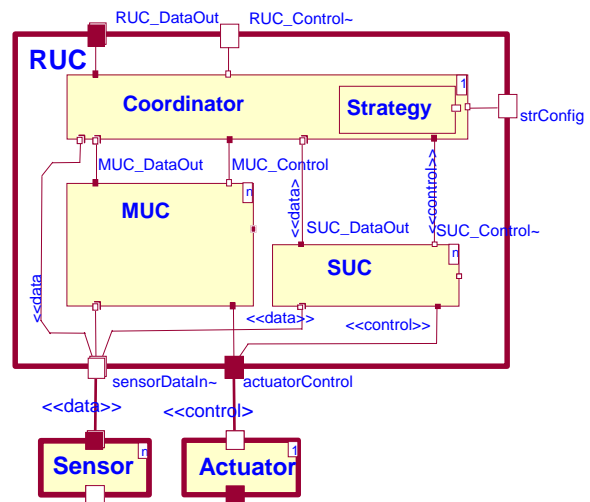 RUC_DataOut RUC_Control~
RUC
1
Coordinator
Strategy
strConfig
MUC_DataOut
MUC_Control
<<data>
<<control>>
n
MUC
SUC_DataOut
SUC_Control~
n
SUC
<<data
<<data>>
<<control>>
sensorDataIn~
actuatorControl
<<data>>
<<control>
n
1
Sensor
Actuator